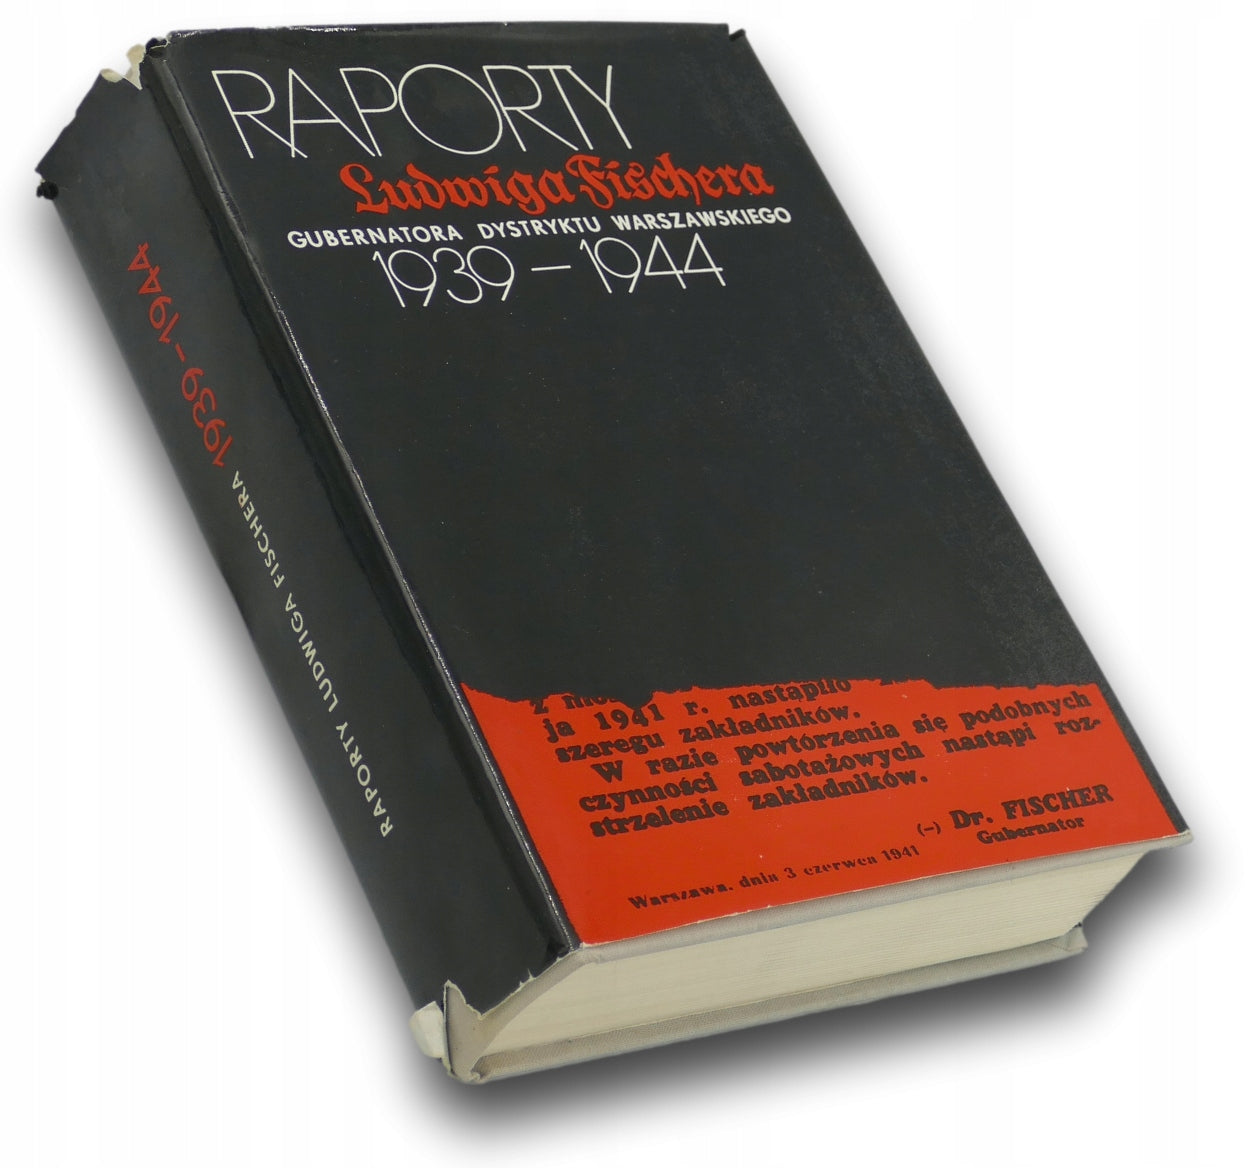 RAPORTY
Ludwiga Fischera
GUBERNATORA DYSTRYKTU WARSZAWSKIEGO
1939-1944
ja 1941 r. nastąpiło
szeregu zakładników.
W razie powtórzenia się podobnych
czynności sabotażowych nastąpi roz-
strzelenie zakładników.
(-) Dr. FISCHER
Gubernator
Warszawa, dnia 3 czerwca 1941
RAPORTY LUDWIGA FISCHERA 1939-1944